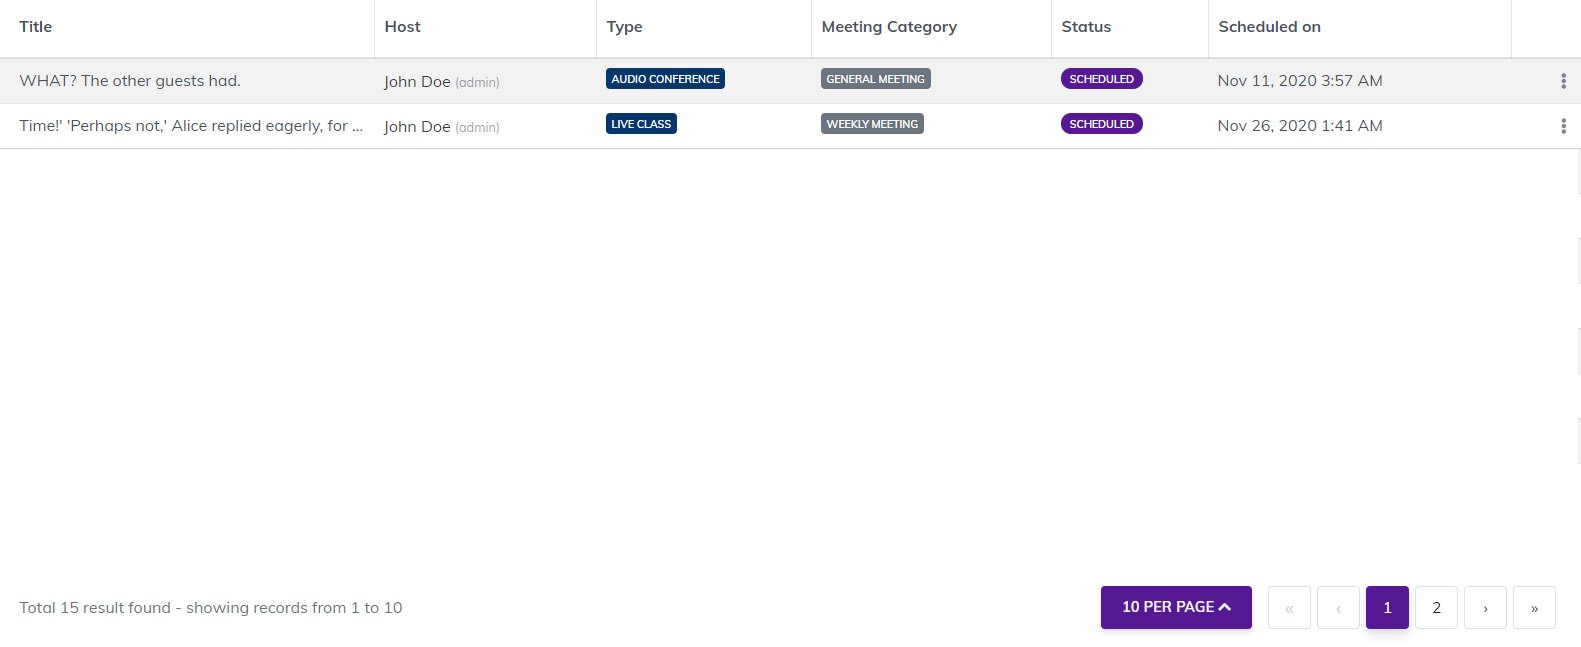 Title Host Type Meeting Category Status Scheduled on
WHAT? The other guests had. John Doe (admin) AUDIO CONFERENCE GENERAL MEETING SCHEDULED Nov 11, 2020 3:57 AM
Time!' 'Perhaps not,' Alice replied eagerly, for ... John Doe (admin) LIVE CLASS WEEKLY MEETING SCHEDULED Nov 26, 2020 1:41 AM
Total 15 result found - showing records from 1 to 10 10 PER PAGE « ‹ 1 2 › »